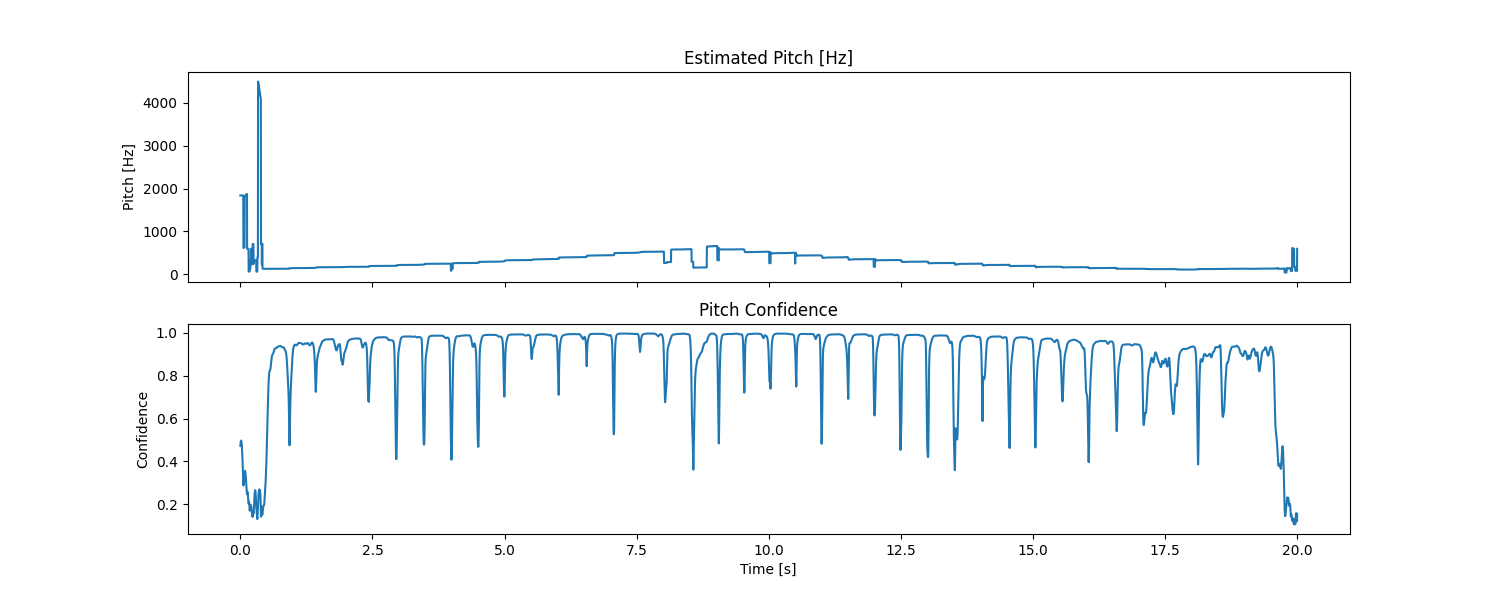 Estimated Pitch [Hz]
Pitch [Hz]
4000
3000
2000
1000
0
Pitch Confidence
Confidence
1.0
0.8
0.6
0.4
0.2
0.0 2.5 5.0 7.5 10.0 12.5 15.0 17.5 20.0
Time [s]